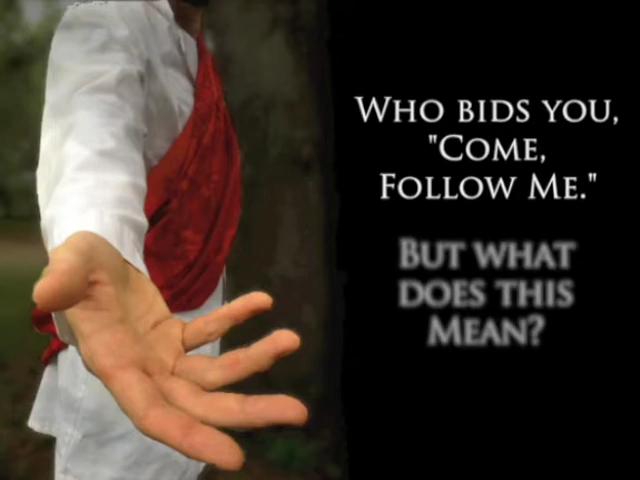 Who bids you,
"Come,
Follow Me."
But what
does this
Mean?